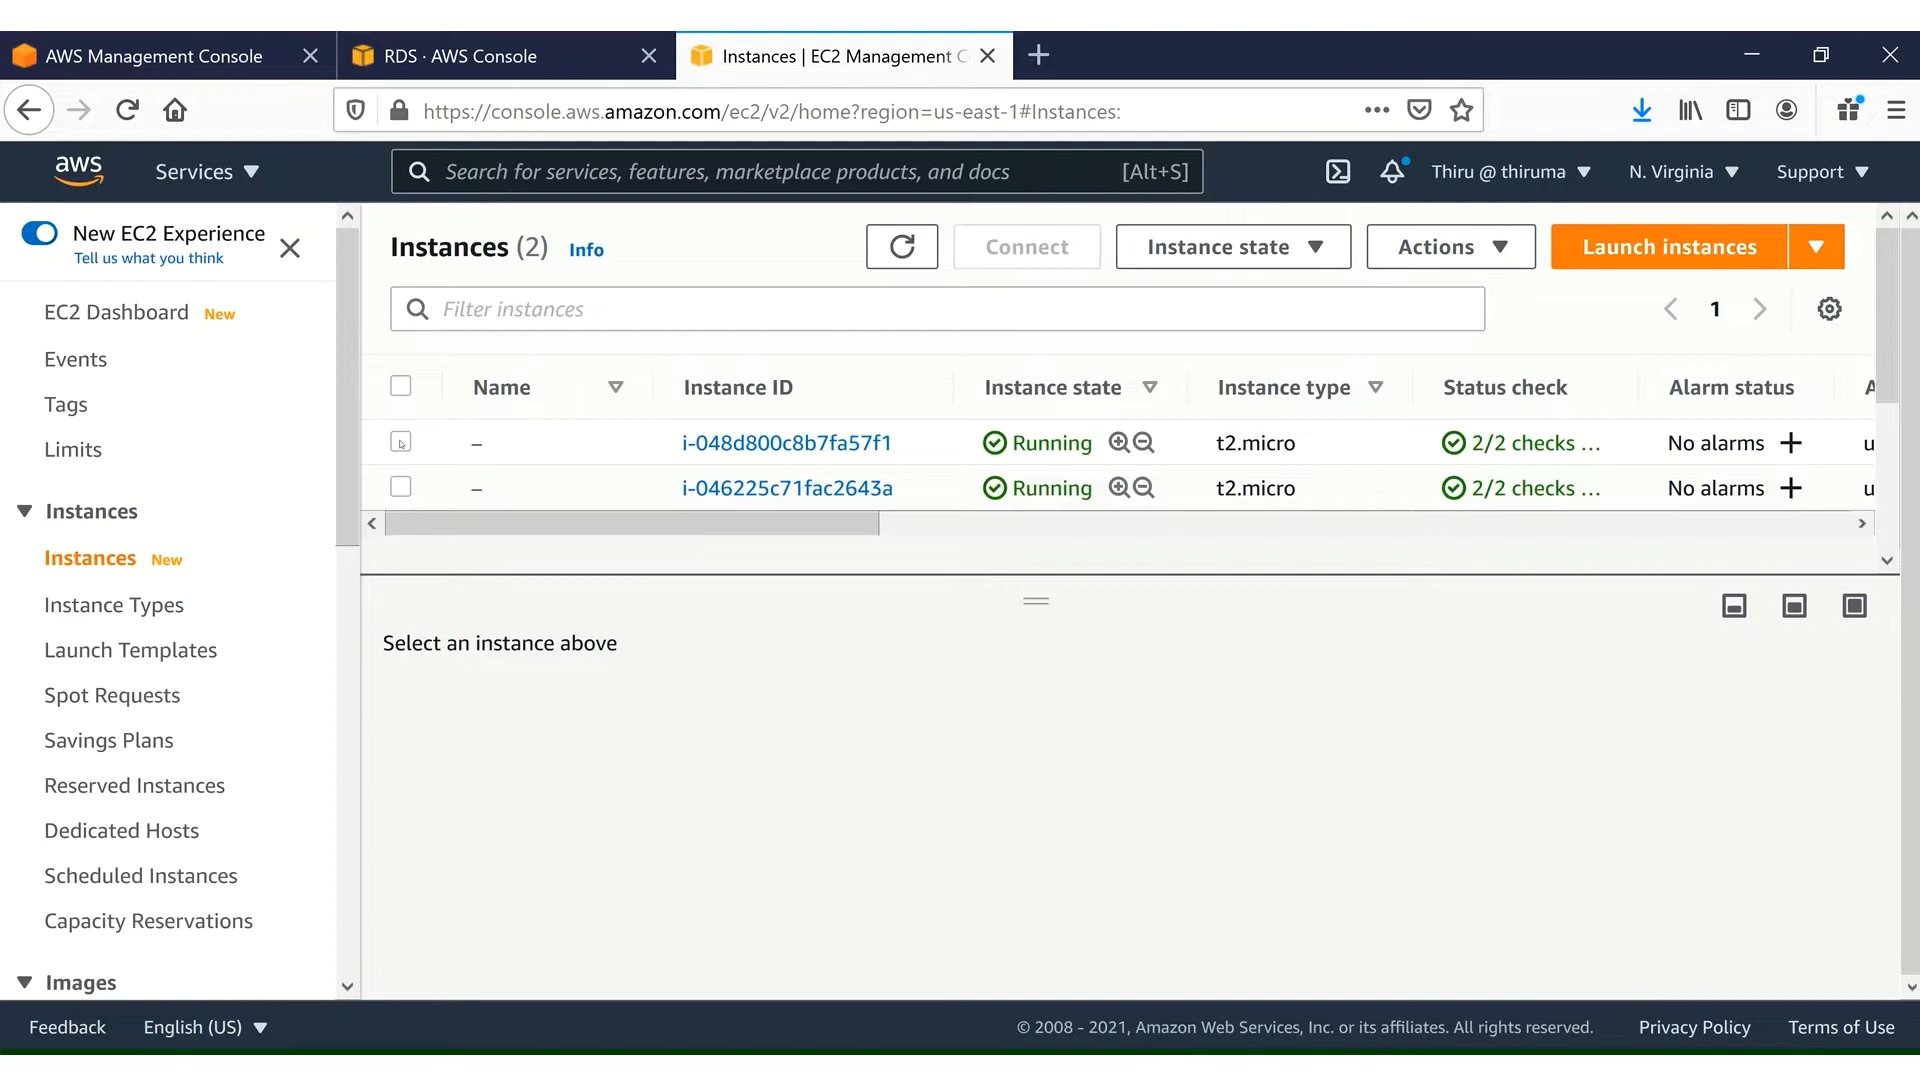 AWS Management Console
RDS · AWS Console
Instances | EC2 Management C
https://console.aws.amazon.com/ec2/v2/home?region=us-east-1#Instances:
aws
Services
Search for services, features, marketplace products, and docs
[Alt+S]
Thiru @ thiruma
N. Virginia
Support
New EC2 Experience
Tell us what you think
EC2 Dashboard New
Events
Tags
Limits
Instances
Instances New
Instance Types
Launch Templates
Spot Requests
Savings Plans
Reserved Instances
Dedicated Hosts
Scheduled Instances
Capacity Reservations
Images
Instances (2) Info
Connect
Instance state
Actions
Launch instances
Filter instances
1
Name Instance ID Instance state Instance type Status check Alarm status A
– i-048d800c8b7fa57f1 Running t2.micro 2/2 checks ... No alarms + u
– i-046225c71fac2643a Running t2.micro 2/2 checks ... No alarms + u
Select an instance above
Feedback
English (US)
© 2008 - 2021, Amazon Web Services, Inc. or its affiliates. All rights reserved.
Privacy Policy
Terms of Use